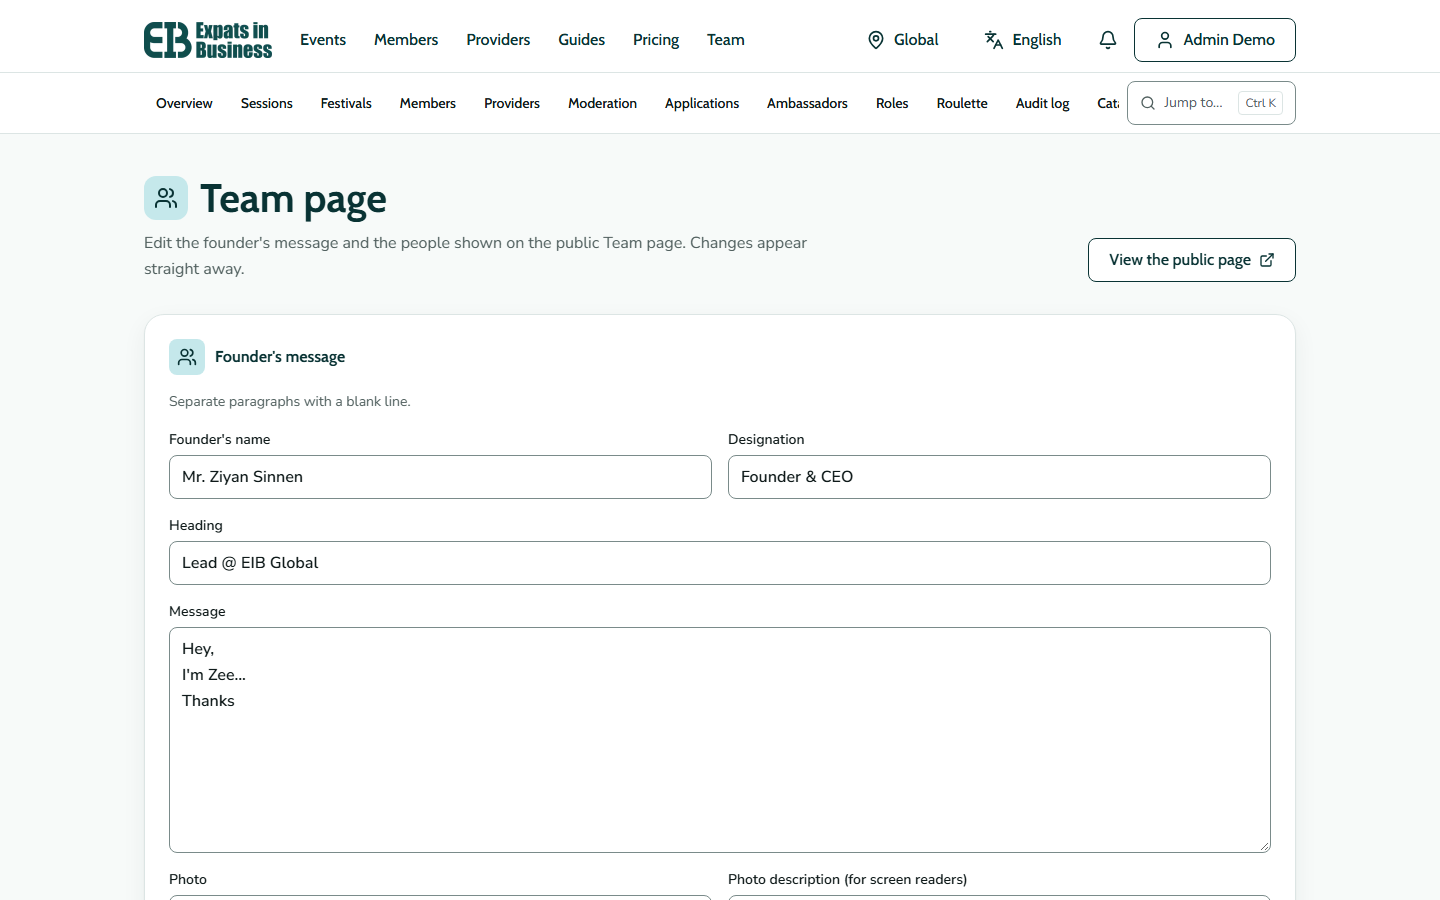 EIB Expats in Business
Events
Members
Providers
Guides
Pricing
Team
Global
English
Admin Demo
Overview
Sessions
Festivals
Members
Providers
Moderation
Applications
Ambassadors
Roles
Roulette
Audit log
Jump to...
Ctrl K
Team page
Edit the founder's message and the people shown on the public Team page. Changes appear
straight away.
View the public page
Founder's message
Separate paragraphs with a blank line.
Founder's name
Designation
Mr. Ziyan Sinnen
Founder & CEO
Heading
Lead @ EIB Global
Message
Hey,
I'm Zee...
Thanks
Photo
Photo description (for screen readers)